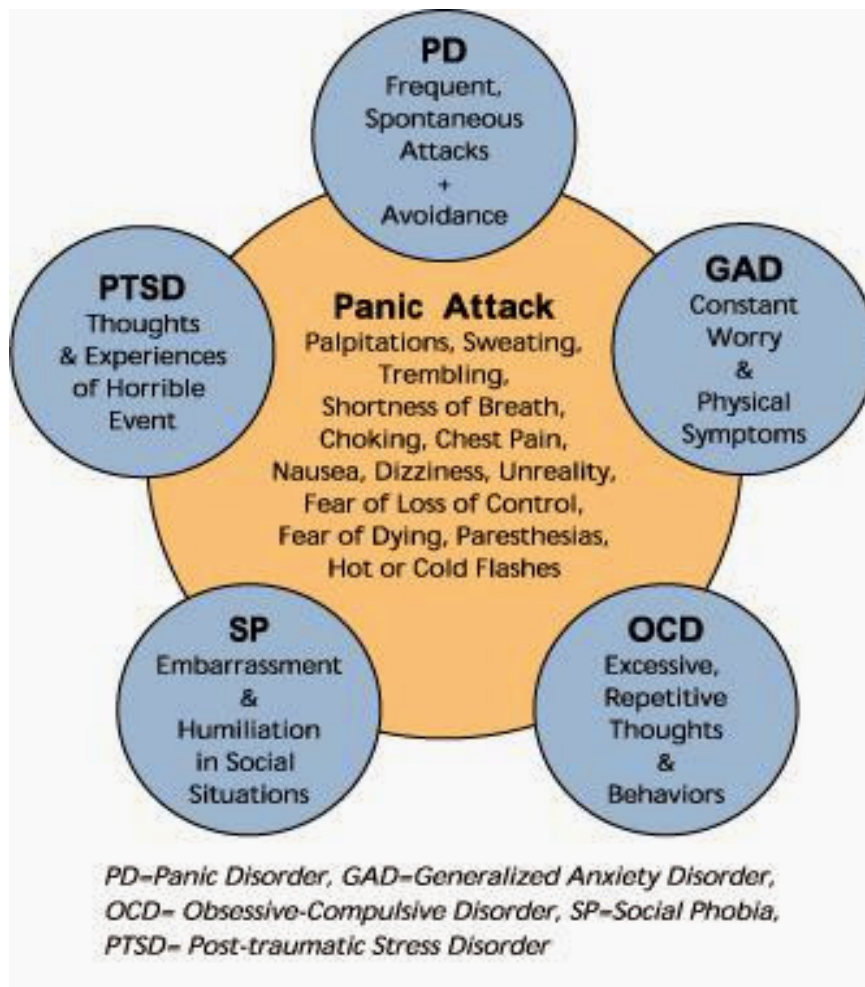 PD
Frequent,
Spontaneous
Attacks
+
Avoidance
PTSD
Thoughts
& Experiences
of Horrible
Event
Panic Attack
Palpitations, Sweating,
Trembling,
Shortness of Breath,
Choking, Chest Pain,
Nausea, Dizziness, Unreality,
Fear of Loss of Control,
Fear of Dying, Paresthesias,
Hot or Cold Flashes
GAD
Constant
Worry
&
Physical
Symptoms
SP
Embarrassment
&
Humiliation
in Social
Situations
OCD
Excessive,
Repetitive
Thoughts
&
Behaviors
PD=Panic Disorder, GAD=Generalized Anxiety Disorder,
OCD= Obsessive-Compulsive Disorder, SP=Social Phobia,
PTSD= Post-traumatic Stress Disorder